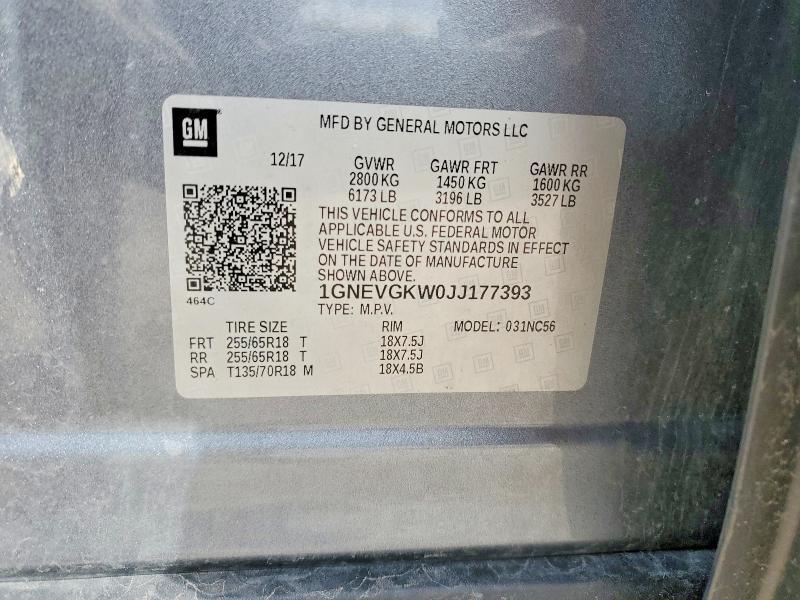 GM
MFD BY GENERAL MOTORS LLC
12/17 GVWR GAWR FRT GAWR RR
2800 KG 1450 KG 1600 KG
6173 LB 3196 LB 3527 LB
THIS VEHICLE CONFORMS TO ALL
APPLICABLE U.S. FEDERAL MOTOR
VEHICLE SAFETY STANDARDS IN EFFECT
ON THE DATE OF MANUFACTURE
SHOWN ABOVE.
464C
1GNEVGKW0JJ177393
TYPE: M.P.V.
TIRE SIZE RIM MODEL: 031NC56
FRT 255/65R18 T 18X7.5J
RR 255/65R18 T 18X7.5J
SPA T135/70R18 M 18X4.5B